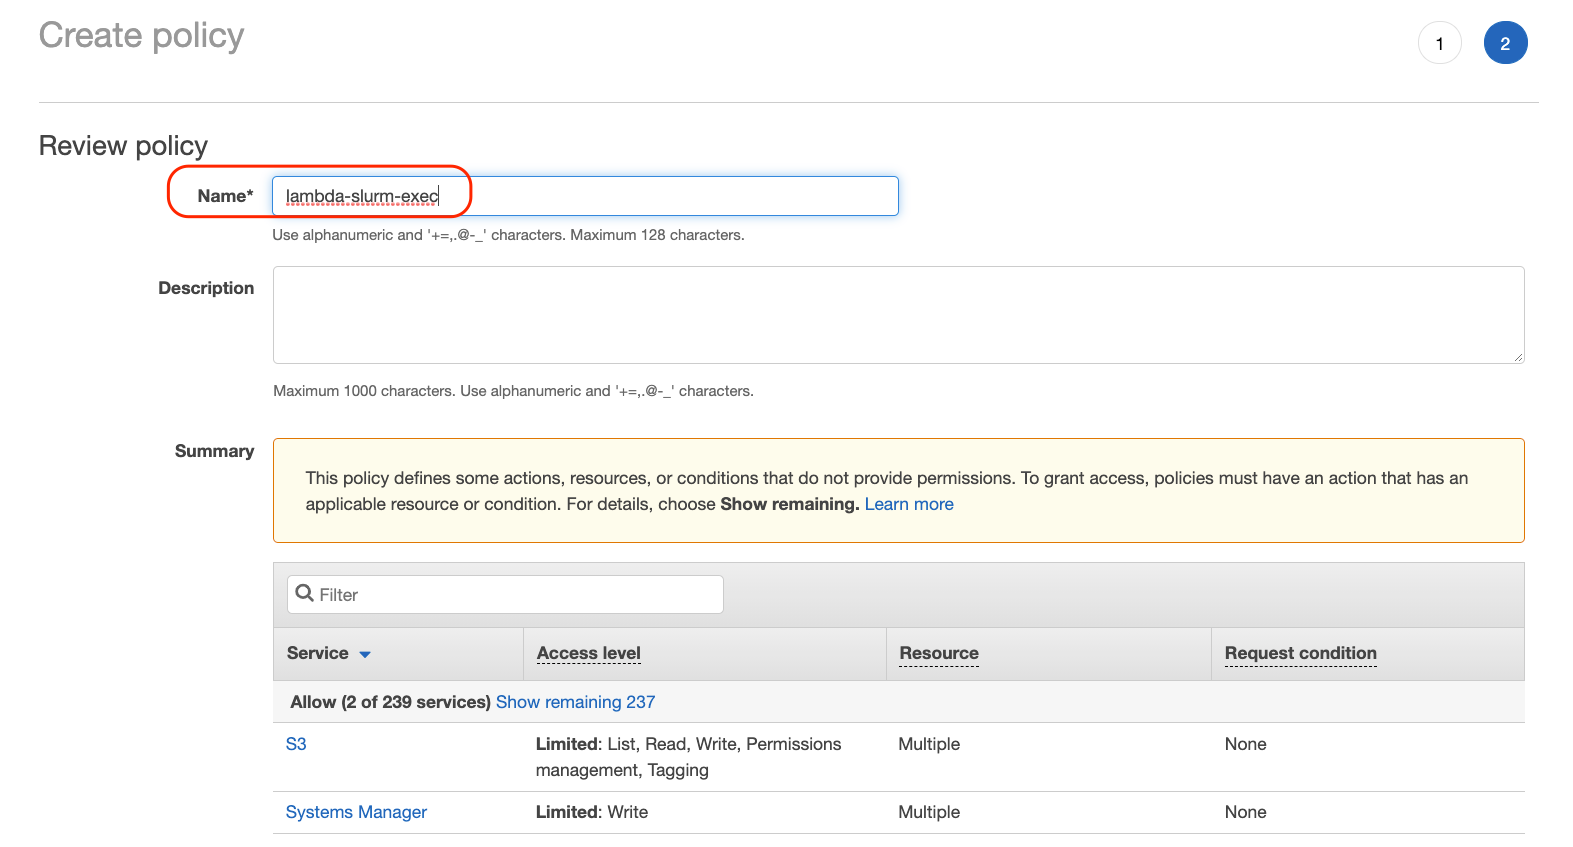 Create policy
1
2
Review policy
Name*
lambda-slurm-exec
Use alphanumeric and '+=,.@-_' characters. Maximum 128 characters.
Description
Maximum 1000 characters. Use alphanumeric and '+=,.@-_' characters.
Summary
This policy defines some actions, resources, or conditions that do not provide permissions. To grant access, policies must have an action that has an
applicable resource or condition. For details, choose Show remaining. Learn more
Filter
Service Access level Resource Request condition
Allow (2 of 239 services) Show remaining 237
S3 Limited: List, Read, Write, Permissions Multiple None
management, Tagging
Systems Manager Limited: Write Multiple None